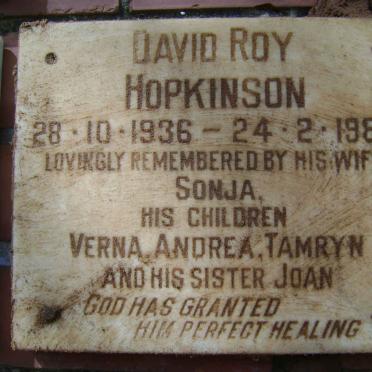 DAVID ROY
HOPKINSON
28·10·1936 – 24·2·198
LOVINGLY REMEMBERED BY HIS WIF
SONJA,
HIS CHILDREN
VERNA, ANDREA, TAMRYN
AND HIS SISTER JOAN
GOD HAS GRANTED
HIM PERFECT HEALING